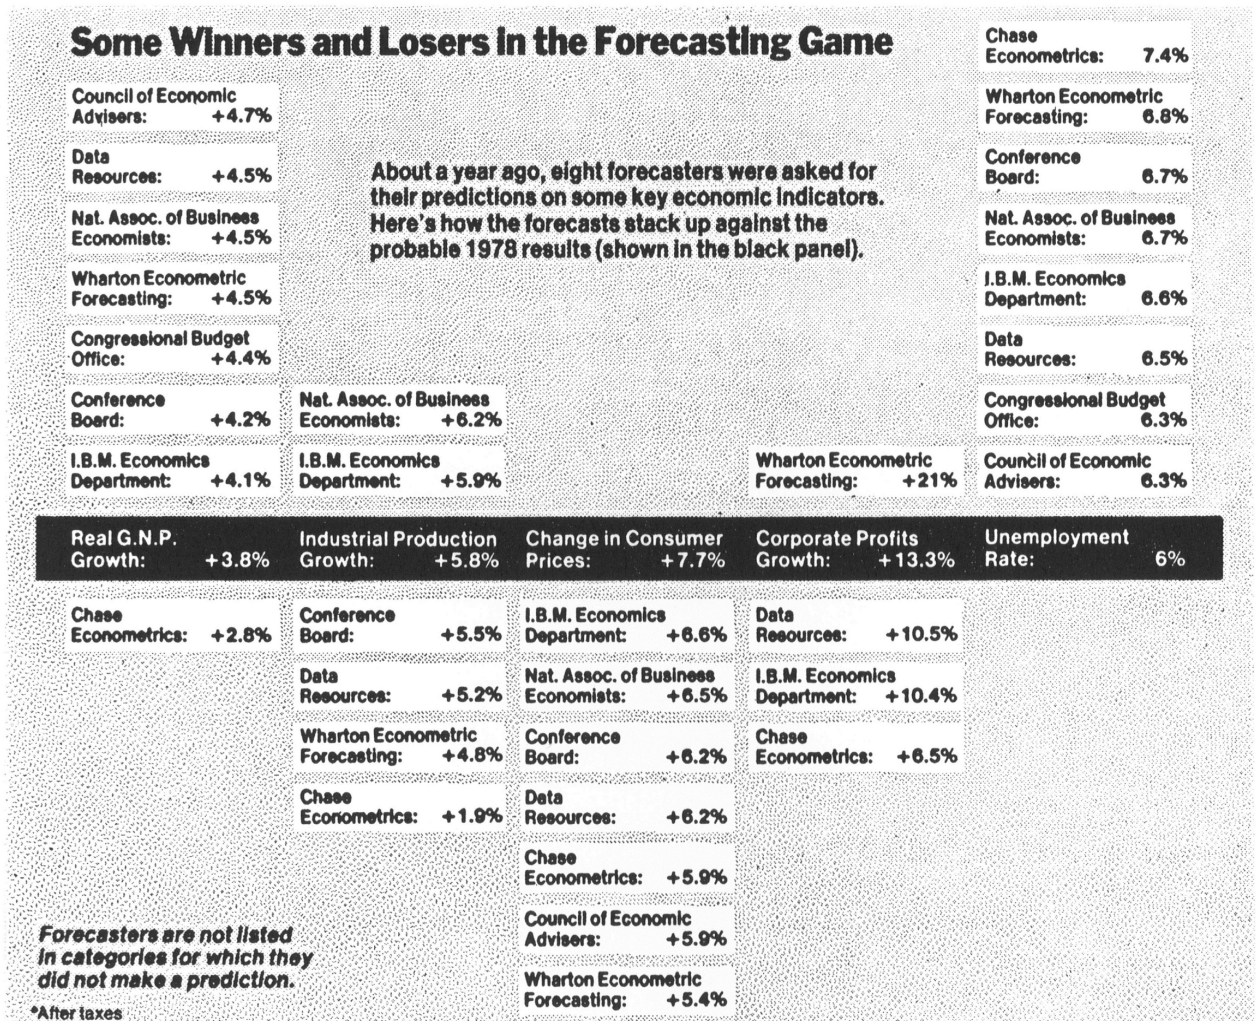 Some Winners and Losers in the Forecasting Game
Council of Economic
Advisers: +4.7%
Data
Resources: +4.5%
Nat. Assoc. of Business
Economists: +4.5%
Wharton Econometric
Forecasting: +4.5%
Congressional Budget
Office: +4.4%
Conference
Board: +4.2%
I.B.M. Economics
Department: +4.1%
Nat. Assoc. of Business
Economists: +6.2%
I.B.M. Economics
Department: +5.9%
About a year ago, eight forecasters were asked for
their predictions on some key economic indicators.
Here's how the forecasts stack up against the
probable 1978 results (shown in the black panel).
Wharton Econometric
Forecasting: +21%
Chase
Econometrics: 7.4%
Wharton Econometric
Forecasting: 6.8%
Conference
Board: 6.7%
Nat. Assoc. of Business
Economists: 6.7%
I.B.M. Economics
Department: 6.6%
Data
Resources: 6.5%
Congressional Budget
Office: 6.3%
Council of Economic
Advisers: 6.3%
Real G.N.P.
Growth: +3.8%
Industrial Production
Growth: +5.8%
Change in Consumer
Prices: +7.7%
Corporate Profits
Growth: +13.3%
Unemployment
Rate: 6%
Chase
Econometrics: +2.8%
Conference
Board: +5.5%
Data
Resources: +5.2%
Wharton Econometric
Forecasting: +4.8%
Chase
Econometrics: +1.9%
I.B.M. Economics
Department: +6.6%
Nat. Assoc. of Business
Economists: +6.5%
Conference
Board: +6.2%
Data
Resources: +6.2%
Chase
Econometrics: +5.9%
Council of Economic
Advisers: +5.9%
Wharton Econometric
Forecasting: +5.4%
Data
Resources: +10.5%
I.B.M. Economics
Department: +10.4%
Chase
Econometrics: +6.5%
Forecasters are not listed
in categories for which they
did not make a prediction.
*After taxes